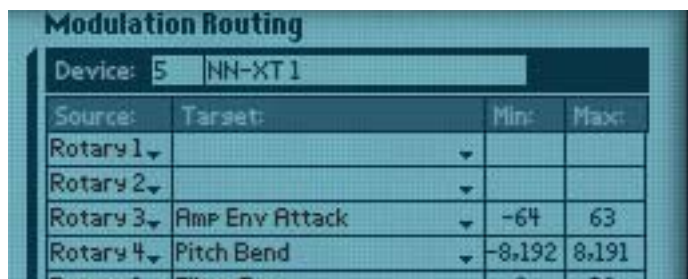 Modulation Routing
Device: 5 NN-XT 1
Source: Target: Min: Max:
Rotary 1
Rotary 2
Rotary 3 Amp Env Attack -64 63
Rotary 4 Pitch Bend -8,192 8,191